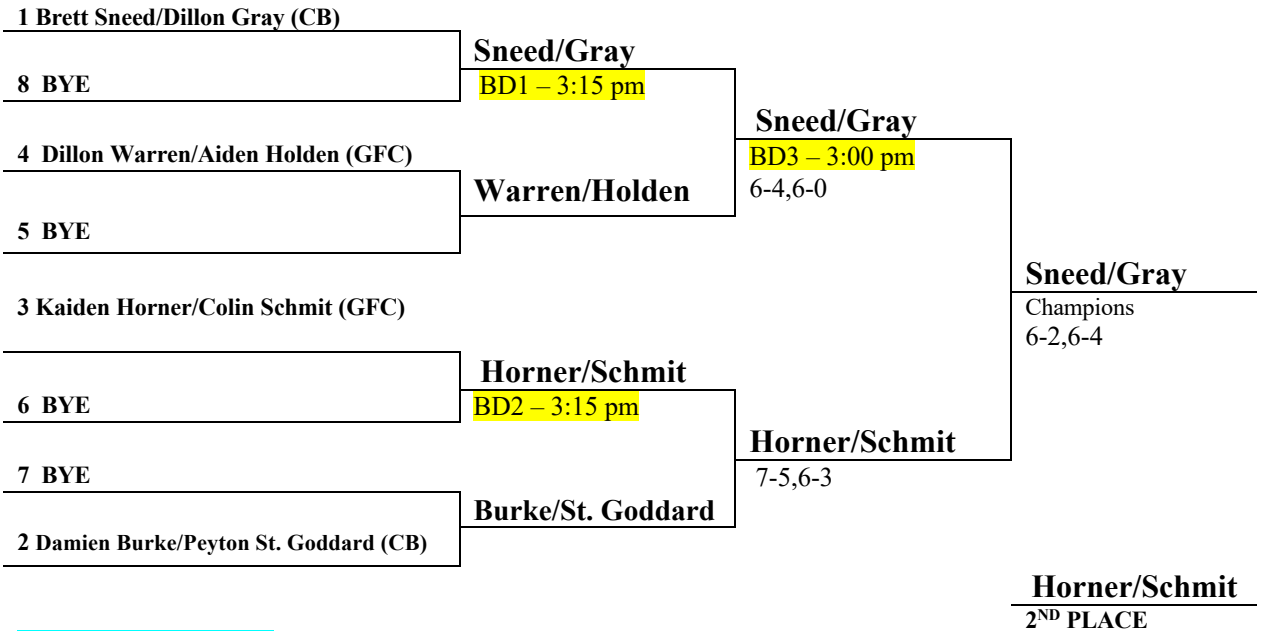 1 Brett Sneed/Dillon Gray (CB)
Sneed/Gray
8 BYE
BD1 – 3:15 pm
Sneed/Gray
4 Dillon Warren/Aiden Holden (GFC)
BD3 – 3:00 pm
Warren/Holden
6-4,6-0
5 BYE
Sneed/Gray
3 Kaiden Horner/Colin Schmit (GFC)
Champions
6-2,6-4
Horner/Schmit
6 BYE
BD2 – 3:15 pm
Horner/Schmit
7 BYE
7-5,6-3
Burke/St. Goddard
2 Damien Burke/Peyton St. Goddard (CB)
Horner/Schmit
2ND PLACE